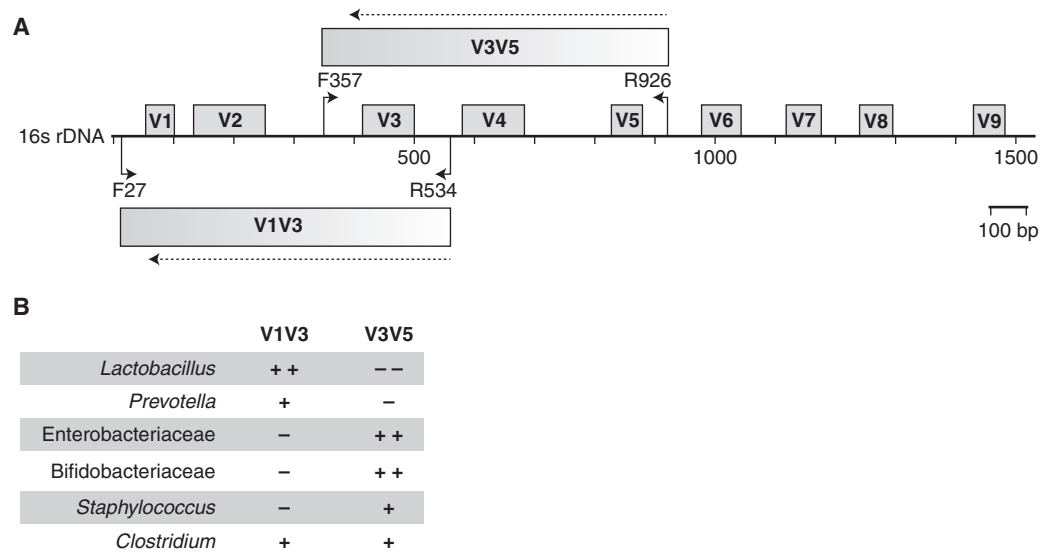 A
V3V5
F357 R926
V1 V2 V3 V4 V5 V6 V7 V8 V9
16s rDNA
500 1000 1500
F27 R534
V1V3
100 bp
B
V1V3 V3V5
Lactobacillus + + – –
Prevotella + –
Enterobacteriaceae – + +
Bifidobacteriaceae – + +
Staphylococcus – +
Clostridium + +